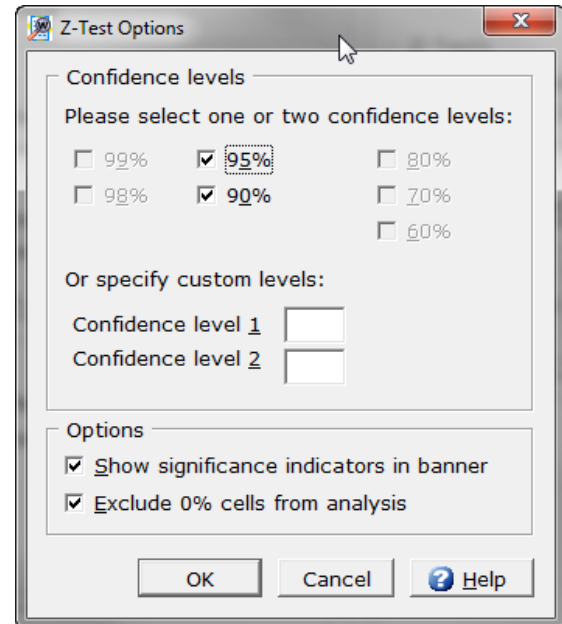 Z-Test Options
Confidence levels
Please select one or two confidence levels:
99% 95% 80%
98% 90% 70%
60%
Or specify custom levels:
Confidence level 1
Confidence level 2
Options
Show significance indicators in banner
Exclude 0% cells from analysis
OK Cancel Help